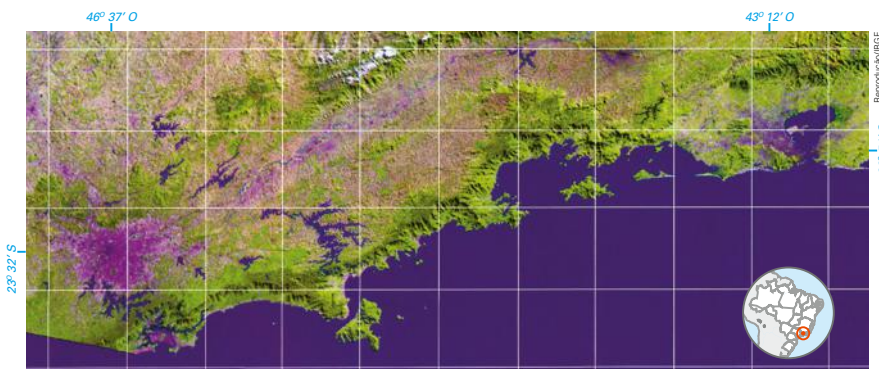 46º 37’ O
43º 12’ O
Reprodução/IBGE
23º 32’ S